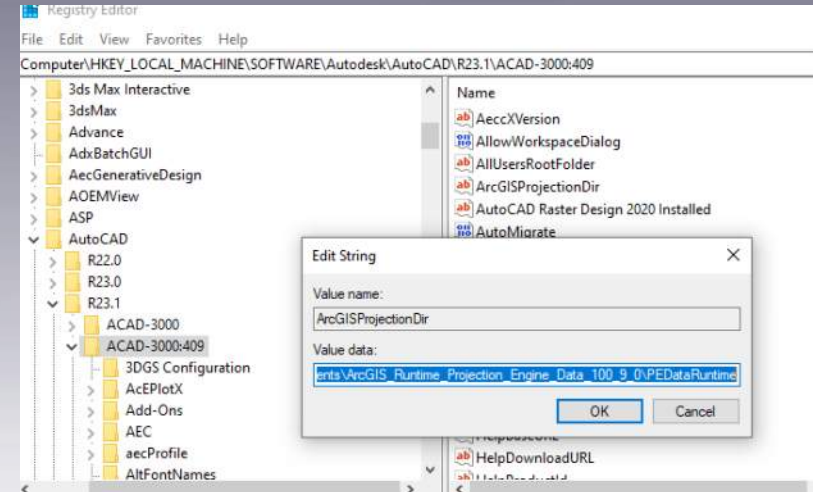 Registry Editor
File Edit View Favorites Help
Computer\HKEY_LOCAL_MACHINE\SOFTWARE\Autodesk\AutoCAD\R23.1\ACAD-3000:409
3ds Max Interactive
3dsMax
Advance
AdxBatchGUI
AecGenerativeDesign
AOEMView
ASP
AutoCAD
R22.0
R23.0
R23.1
ACAD-3000
ACAD-3000:409
3DGS Configuration
AcEPlotX
Add-Ons
AEC
aecProfile
AltFontNames
Name
AeccXVersion
AllowWorkspaceDialog
AllUsersRootFolder
ArcGISProjectionDir
AutoCAD Raster Design 2020 Installed
AutoMigrate
Edit String
Value name:
ArcGISProjectionDir
Value data:
ents\ArcGIS_Runtime_Projection_Engine_Data_100_9_0\PEDataRuntime
OK Cancel
HelpDownloadURL